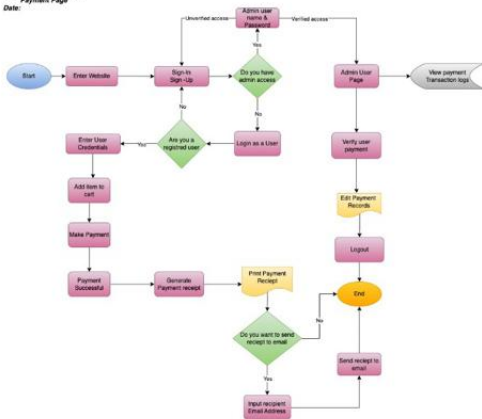 Payment Page
Date:
Admin user
name &
Password
Unverified access
Verified access
Yes
Start
Enter Website
Sign-In
Sign -Up
Do you have
admin access
Admin User
Page
View payment
Transaction logs
No
No
Enter User
Credentials
Yes
Are you a
registred user
Login as a User
Verify user
payment
Add item to
cart
Edit Payment
Records
Make Payment
Logout
Payment
Successful
Generate
Payment receipt
Print Payment
Reciept
End
No
Do you want to send
reciept to email
Yes
Send reciept to
email
Input recipient
Email Address